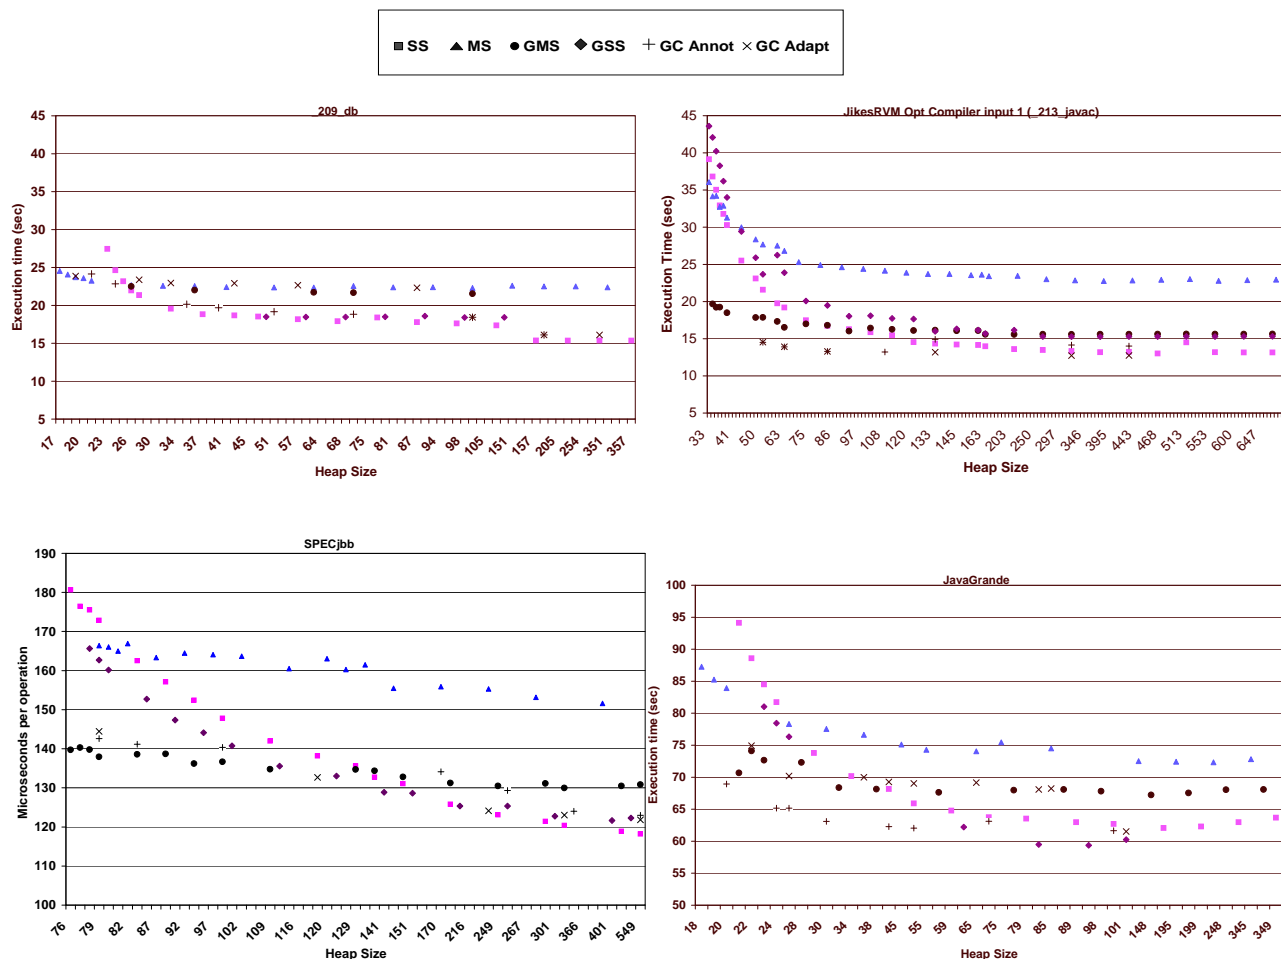 SS MS GMS GSS GC Annot GC Adapt
_209_db
45
40
35
30
25
20
15
10
5
Execution time (sec)
17 20 23 26 30 34 37 41 45 51 57 64 68 75 81 87 94 98 105 151 157 205 254 351 357
Heap Size
JikesRVM Opt Compiler input 1 (_213_javac)
45
40
35
30
25
20
15
10
5
Execution Time (sec)
33 41 50 63 75 86 97 108 120 133 145 163 203 250 297 346 395 443 468 513 553 600 647
Heap Size
SPECjbb
190
180
170
160
150
140
130
120
110
100
Microseconds per operation
76 79 82 87 92 97 102 109 116 120 129 141 151 170 216 249 267 301 366 401 549
Heap Size
JavaGrande
100
95
90
85
80
75
70
65
60
55
50
Execution time (sec)
18 20 22 24 28 30 34 38 45 55 64 75 79 85 89 98 101 148 195 199 248 345 349
Heap Size